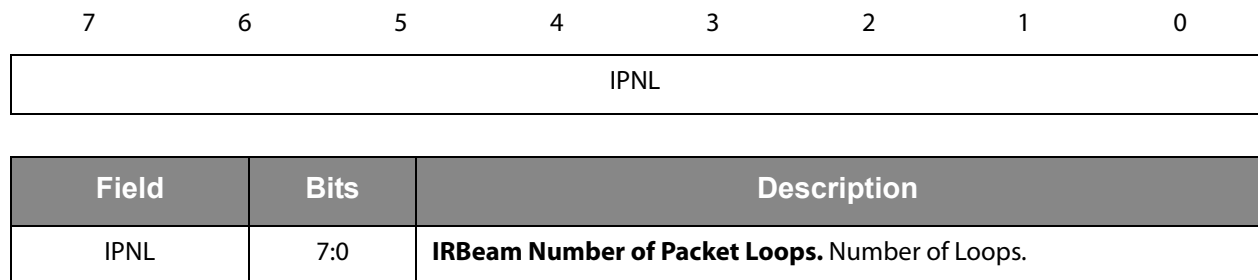 7 6 5 4 3 2 1 0
IPNL
Field Bits Description
IPNL 7:0 IRBeam Number of Packet Loops. Number of Loops.